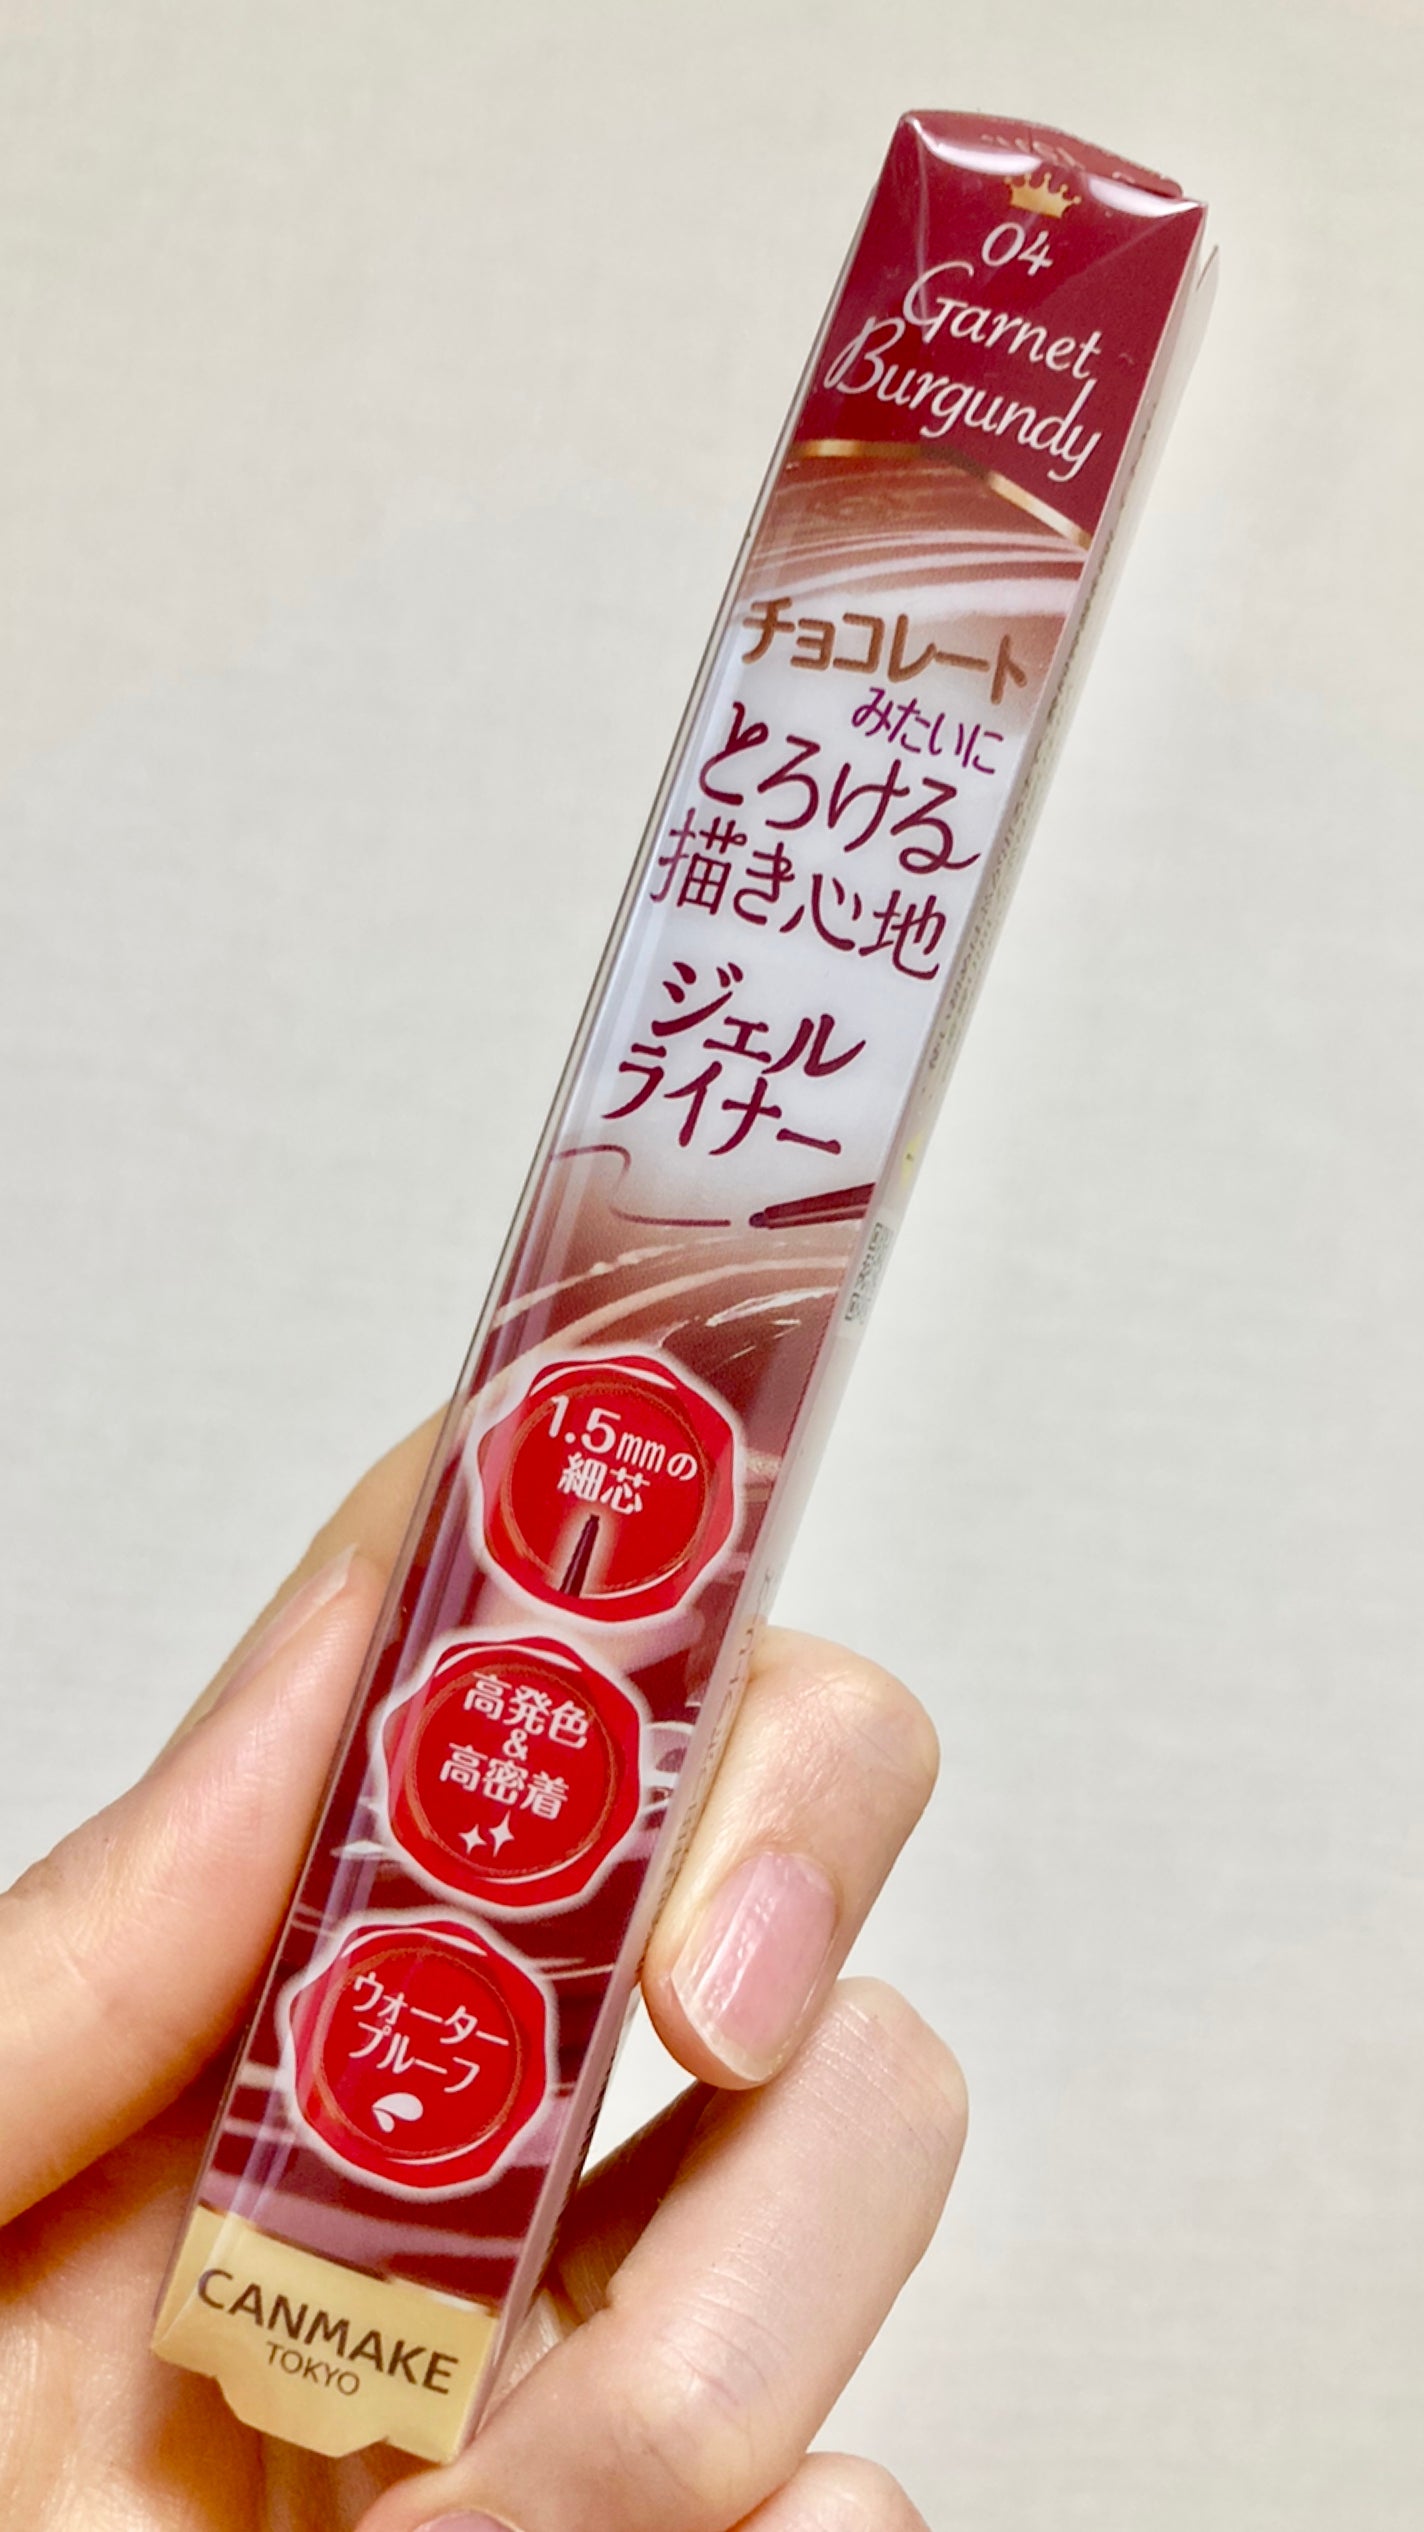 04
Garnet
Burgundy
チョコレート
みたいに
とろける
描き心地
ジェル
ライナー
1.5mmの
細芯
高発色
&
高密着
ウォーター
プルーフ
CANMAKE
TOKYO